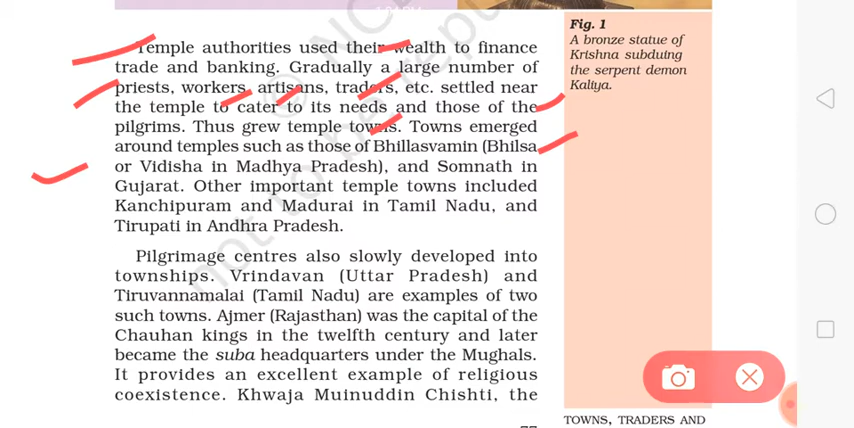 Temple authorities used their wealth to finance
trade and banking. Gradually a large number of
priests, workers, artisans, traders, etc. settled near
the temple to cater to its needs and those of the
pilgrims. Thus grew temple towns. Towns emerged
around temples such as those of Bhillasvamin (Bhilsa
or Vidisha in Madhya Pradesh), and Somnath in
Gujarat. Other important temple towns included
Kanchipuram and Madurai in Tamil Nadu, and
Tirupati in Andhra Pradesh.
Pilgrimage centres also slowly developed into
townships. Vrindavan (Uttar Pradesh) and
Tiruvannamalai (Tamil Nadu) are examples of two
such towns. Ajmer (Rajasthan) was the capital of the
Chauhan kings in the twelfth century and later
became the suba headquarters under the Mughals.
It provides an excellent example of religious
coexistence. Khwaja Muinuddin Chishti, the
Fig. 1
A bronze statue of
Krishna subduing
the serpent demon
Kaliya.
TOWNS, TRADERS AND
not to be